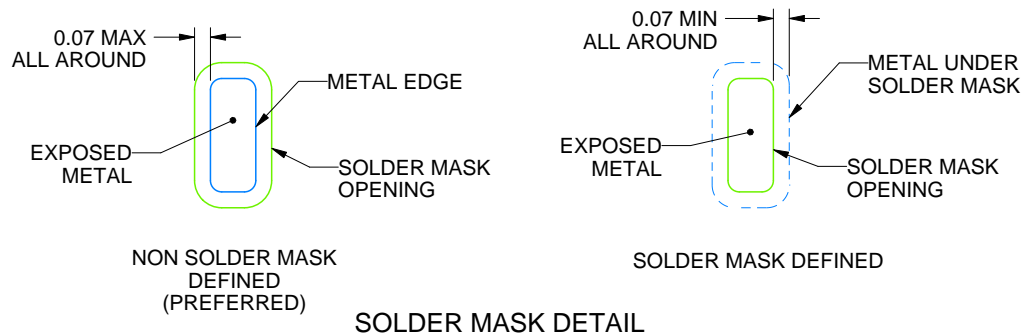 0.07 MAX
ALL AROUND
METAL EDGE
EXPOSED
METAL
SOLDER MASK
OPENING
NON SOLDER MASK
DEFINED
(PREFERRED)
0.07 MIN
ALL AROUND
METAL UNDER
SOLDER MASK
EXPOSED
METAL
SOLDER MASK
OPENING
SOLDER MASK DEFINED
SOLDER MASK DETAIL